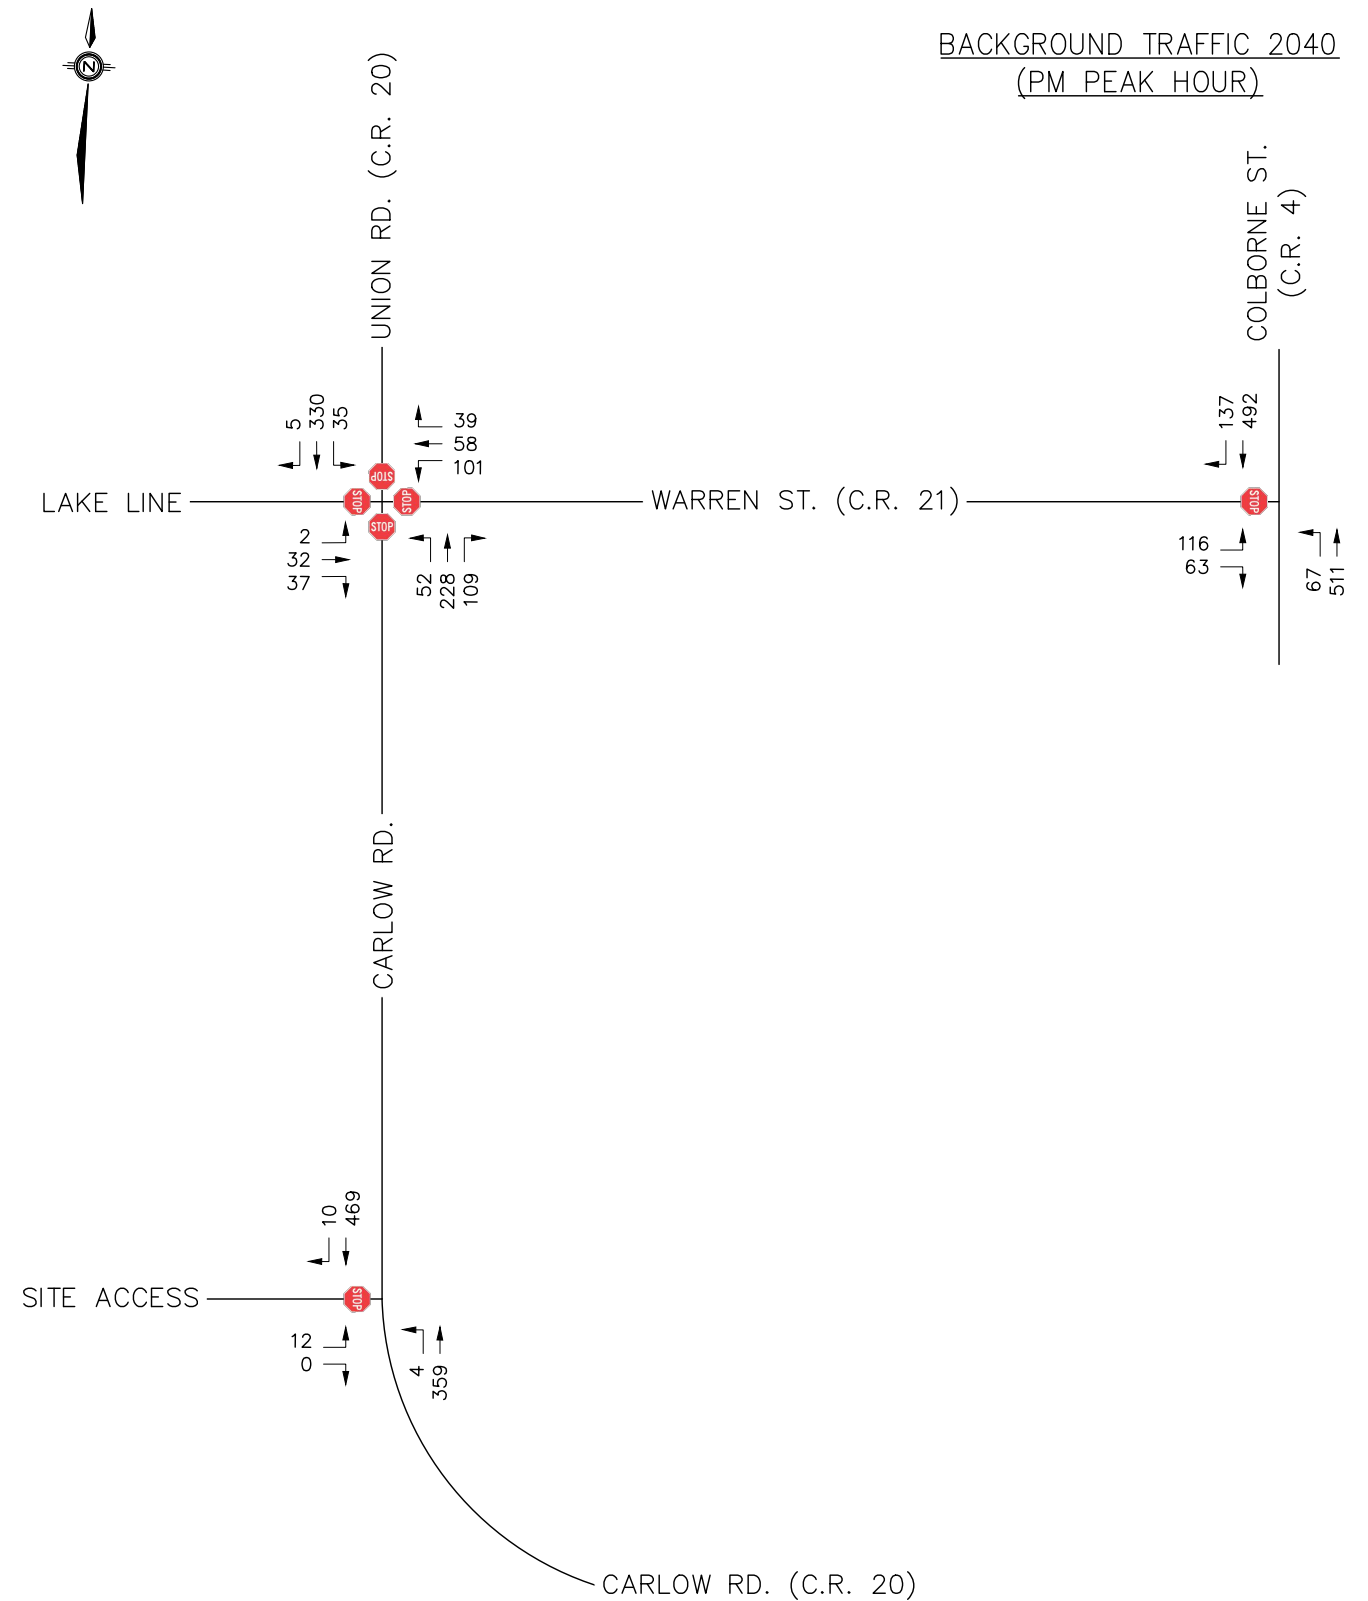 BACKGROUND TRAFFIC 2040
(PM PEAK HOUR)
N
UNION RD. (C.R. 20)
COLBORNE ST.
(C.R. 4)
5
330
35
39
58
101
137
492
STOP
STOP
STOP
STOP
STOP
LAKE LINE
WARREN ST. (C.R. 21)
2
32
37
52
228
109
116
63
67
511
CARLOW RD.
10
469
SITE ACCESS
STOP
12
0
4
359
CARLOW RD. (C.R. 20)